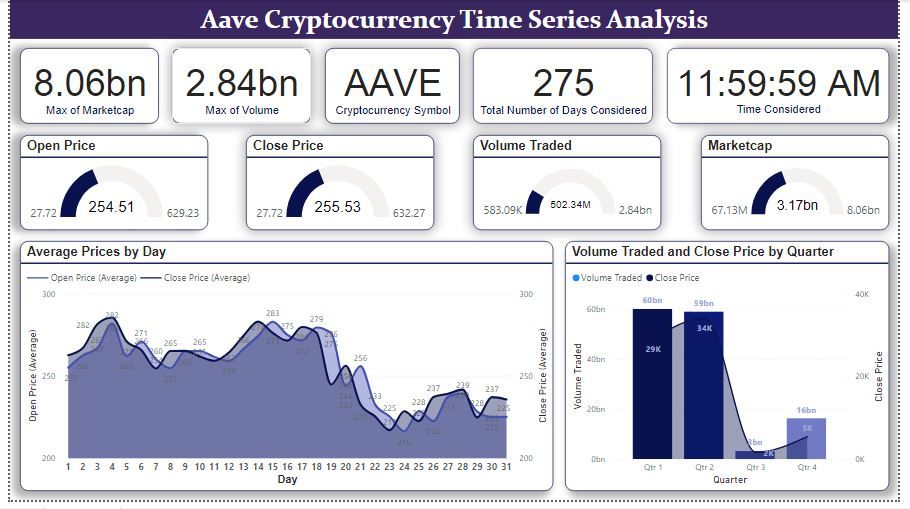 Aave Cryptocurrency Time Series Analysis
8.06bn
Max of Marketcap
2.84bn
Max of Volume
AAVE
Cryptocurrency Symbol
275
Total Number of Days Considered
11:59:59 AM
Time Considered
Open Price
254.51
27.72
629.23
Close Price
255.53
27.72
632.27
Volume Traded
502.34M
583.09K
2.84bn
Marketcap
3.17bn
67.13M
8.06bn
Average Prices by Day
Open Price (Average) Close Price (Average)
300
250
200
Open Price (Average)
300
250
200
Close Price (Average)
282 282 271 265 265 283 275 279 276 256 233 225 228 237 239 237 225
1 2 3 4 5 6 7 8 9 10 11 12 13 14 15 16 17 18 19 20 21 22 23 24 25 26 27 28 29 30 31
Day
Volume Traded and Close Price by Quarter
Volume Traded Close Price
60bn
40bn
20bn
0bn
Volume Traded
40K
20K
0K
Close Price
60bn 59bn 3bn 16bn
29K 34K 2K 5K
Qtr 1 Qtr 2 Qtr 3 Qtr 4
Quarter